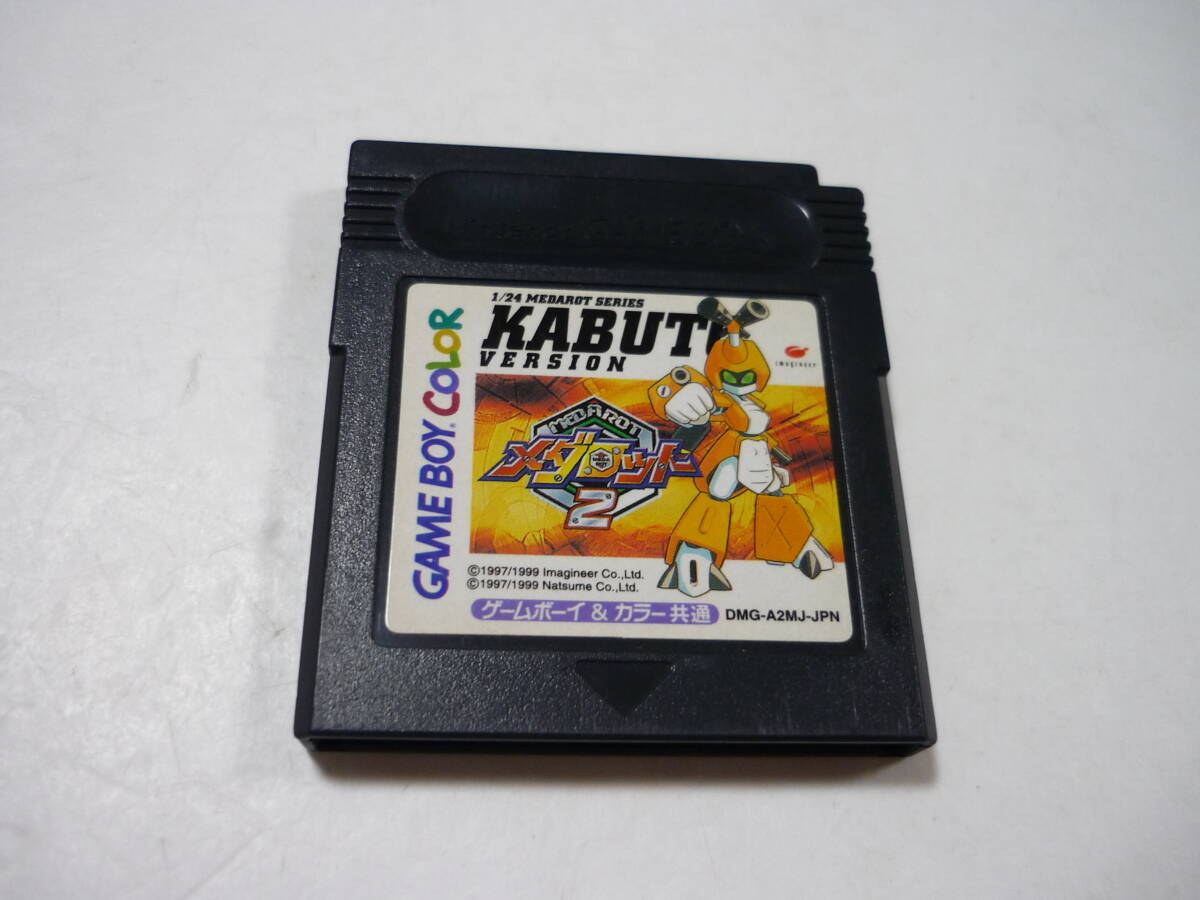 1/24 MEDAROT SERIES
KABUT
VERSION
imagineer
GAME BOY COLOR
MEDAROT
メダロット
2
©1997/1999 Imagineer Co.,Ltd.
©1997/1999 Natsume Co.,Ltd.
ゲームボーイ & カラー共通
DMG-A2MJ-JPN